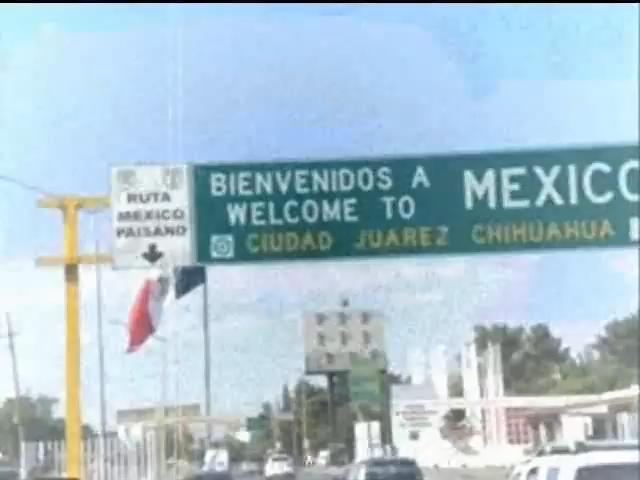 RUTA
MEXICO
PAISANO
BIENVENIDOS A
WELCOME TO
MEXICO
CIUDAD JUAREZ CHIHUAHUA